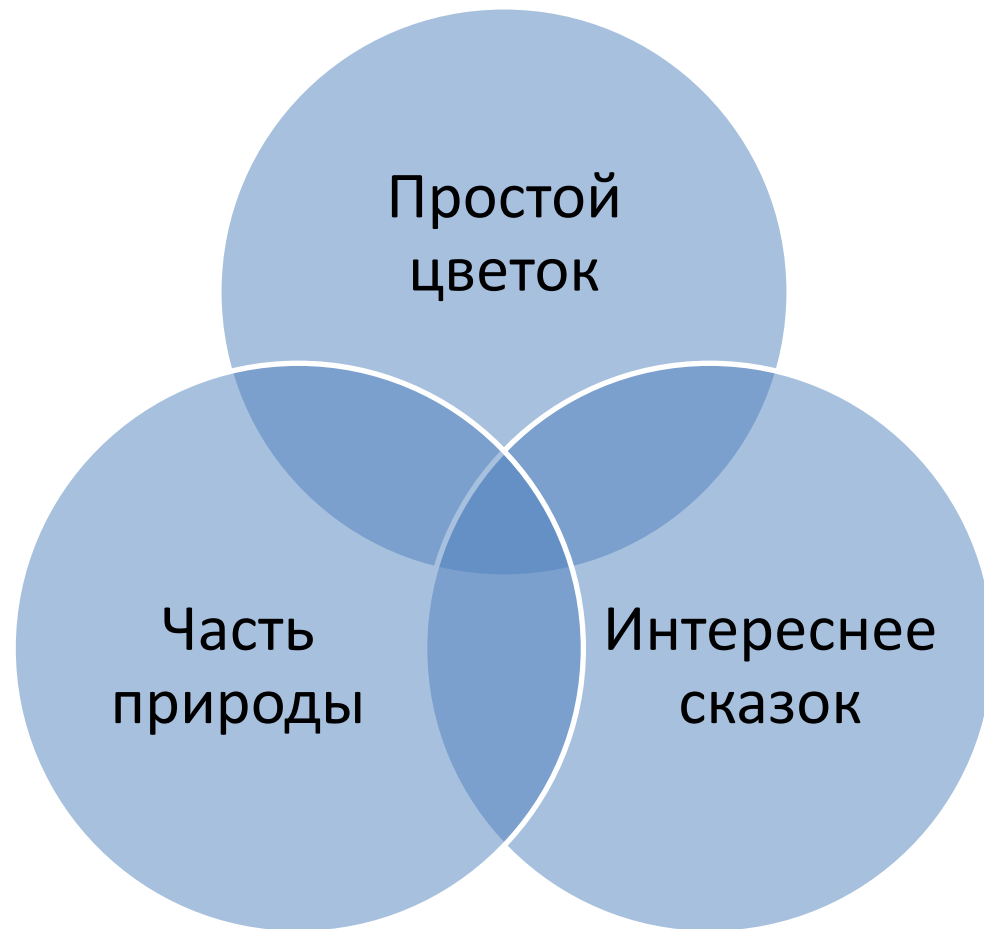 Простой
цветок
Часть
природы
Интереснее
сказок